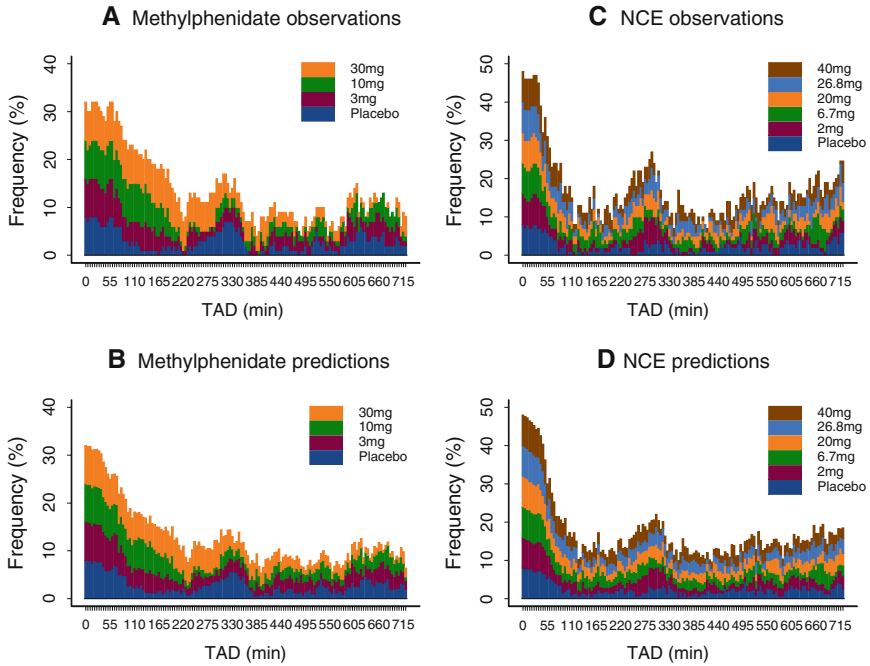 A Methylphenidate observations
Frequency (%)
40
30
20
10
0
30mg
10mg
3mg
Placebo
0 55 110 165 220 275 330 385 440 495 550 605 660 715
TAD (min)
C NCE observations
Frequency (%)
50
40
30
20
10
0
40mg
26.8mg
20mg
6.7mg
2mg
Placebo
0 55 110 165 220 275 330 385 440 495 550 605 660 715
TAD (min)
B Methylphenidate predictions
Frequency (%)
40
30
20
10
0
30mg
10mg
3mg
Placebo
0 55 110 165 220 275 330 385 440 495 550 605 660 715
TAD (min)
D NCE predictions
Frequency (%)
50
40
30
20
10
0
40mg
26.8mg
20mg
6.7mg
2mg
Placebo
0 55 110 165 220 275 330 385 440 495 550 605 660 715
TAD (min)